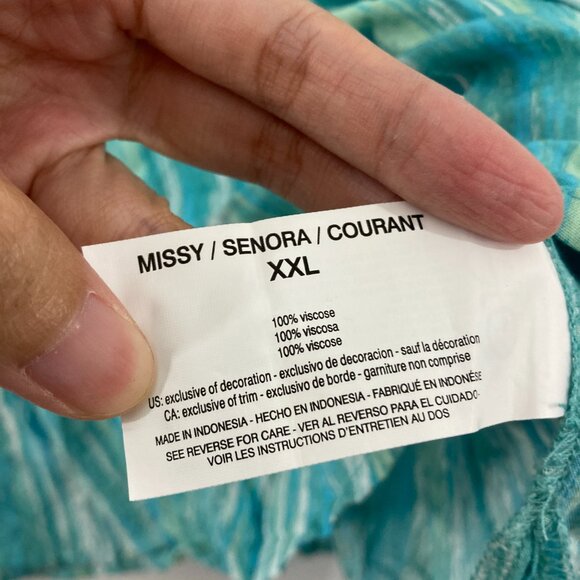 MISSY / SENORA / COURANT
XXL
100% viscose
100% viscosa
100% viscose
US: exclusive of decoration - exclusivo de decoracion - sauf la décoration
CA: exclusive of trim - exclusivo de borde - garniture non comprise
MADE IN INDONESIA - HECHO EN INDONESIA - FABRIQUÉ EN INDONÉSIE
SEE REVERSE FOR CARE - VER AL REVERSO PARA EL CUIDADO-
VOIR LES INSTRUCTIONS D'ENTRETIEN AU DOS